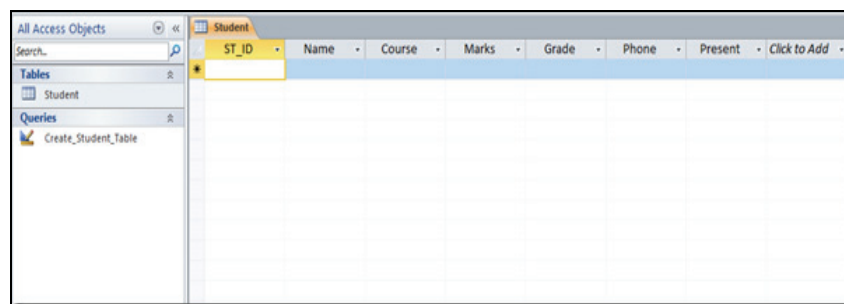 All Access Objects
Search...
Tables
Student
Queries
Create_Student_Table
Student
ST_ID Name Course Marks Grade Phone Present Click to Add